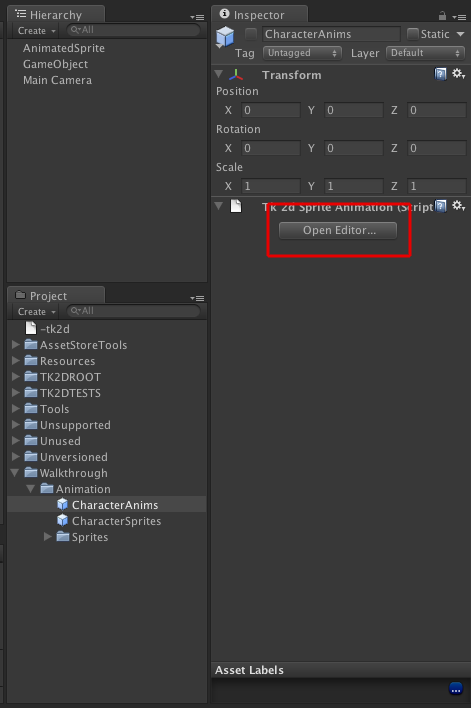 Hierarchy
Create
All
AnimatedSprite
GameObject
Main Camera
Project
Create
All
-tk2d
AssetStoreTools
Resources
TK2DROOT
TK2DTESTS
Tools
Unsupported
Unused
Unversioned
Walkthrough
Animation
CharacterAnims
CharacterSprites
Sprites
Inspector
CharacterAnims Static
Tag Untagged Layer Default
Transform
Position
X 0 Y 0 Z 0
Rotation
X 0 Y 0 Z 0
Scale
X 1 Y 1 Z 1
Tk 2d Sprite Animation (Script
Open Editor...
Asset Labels
...